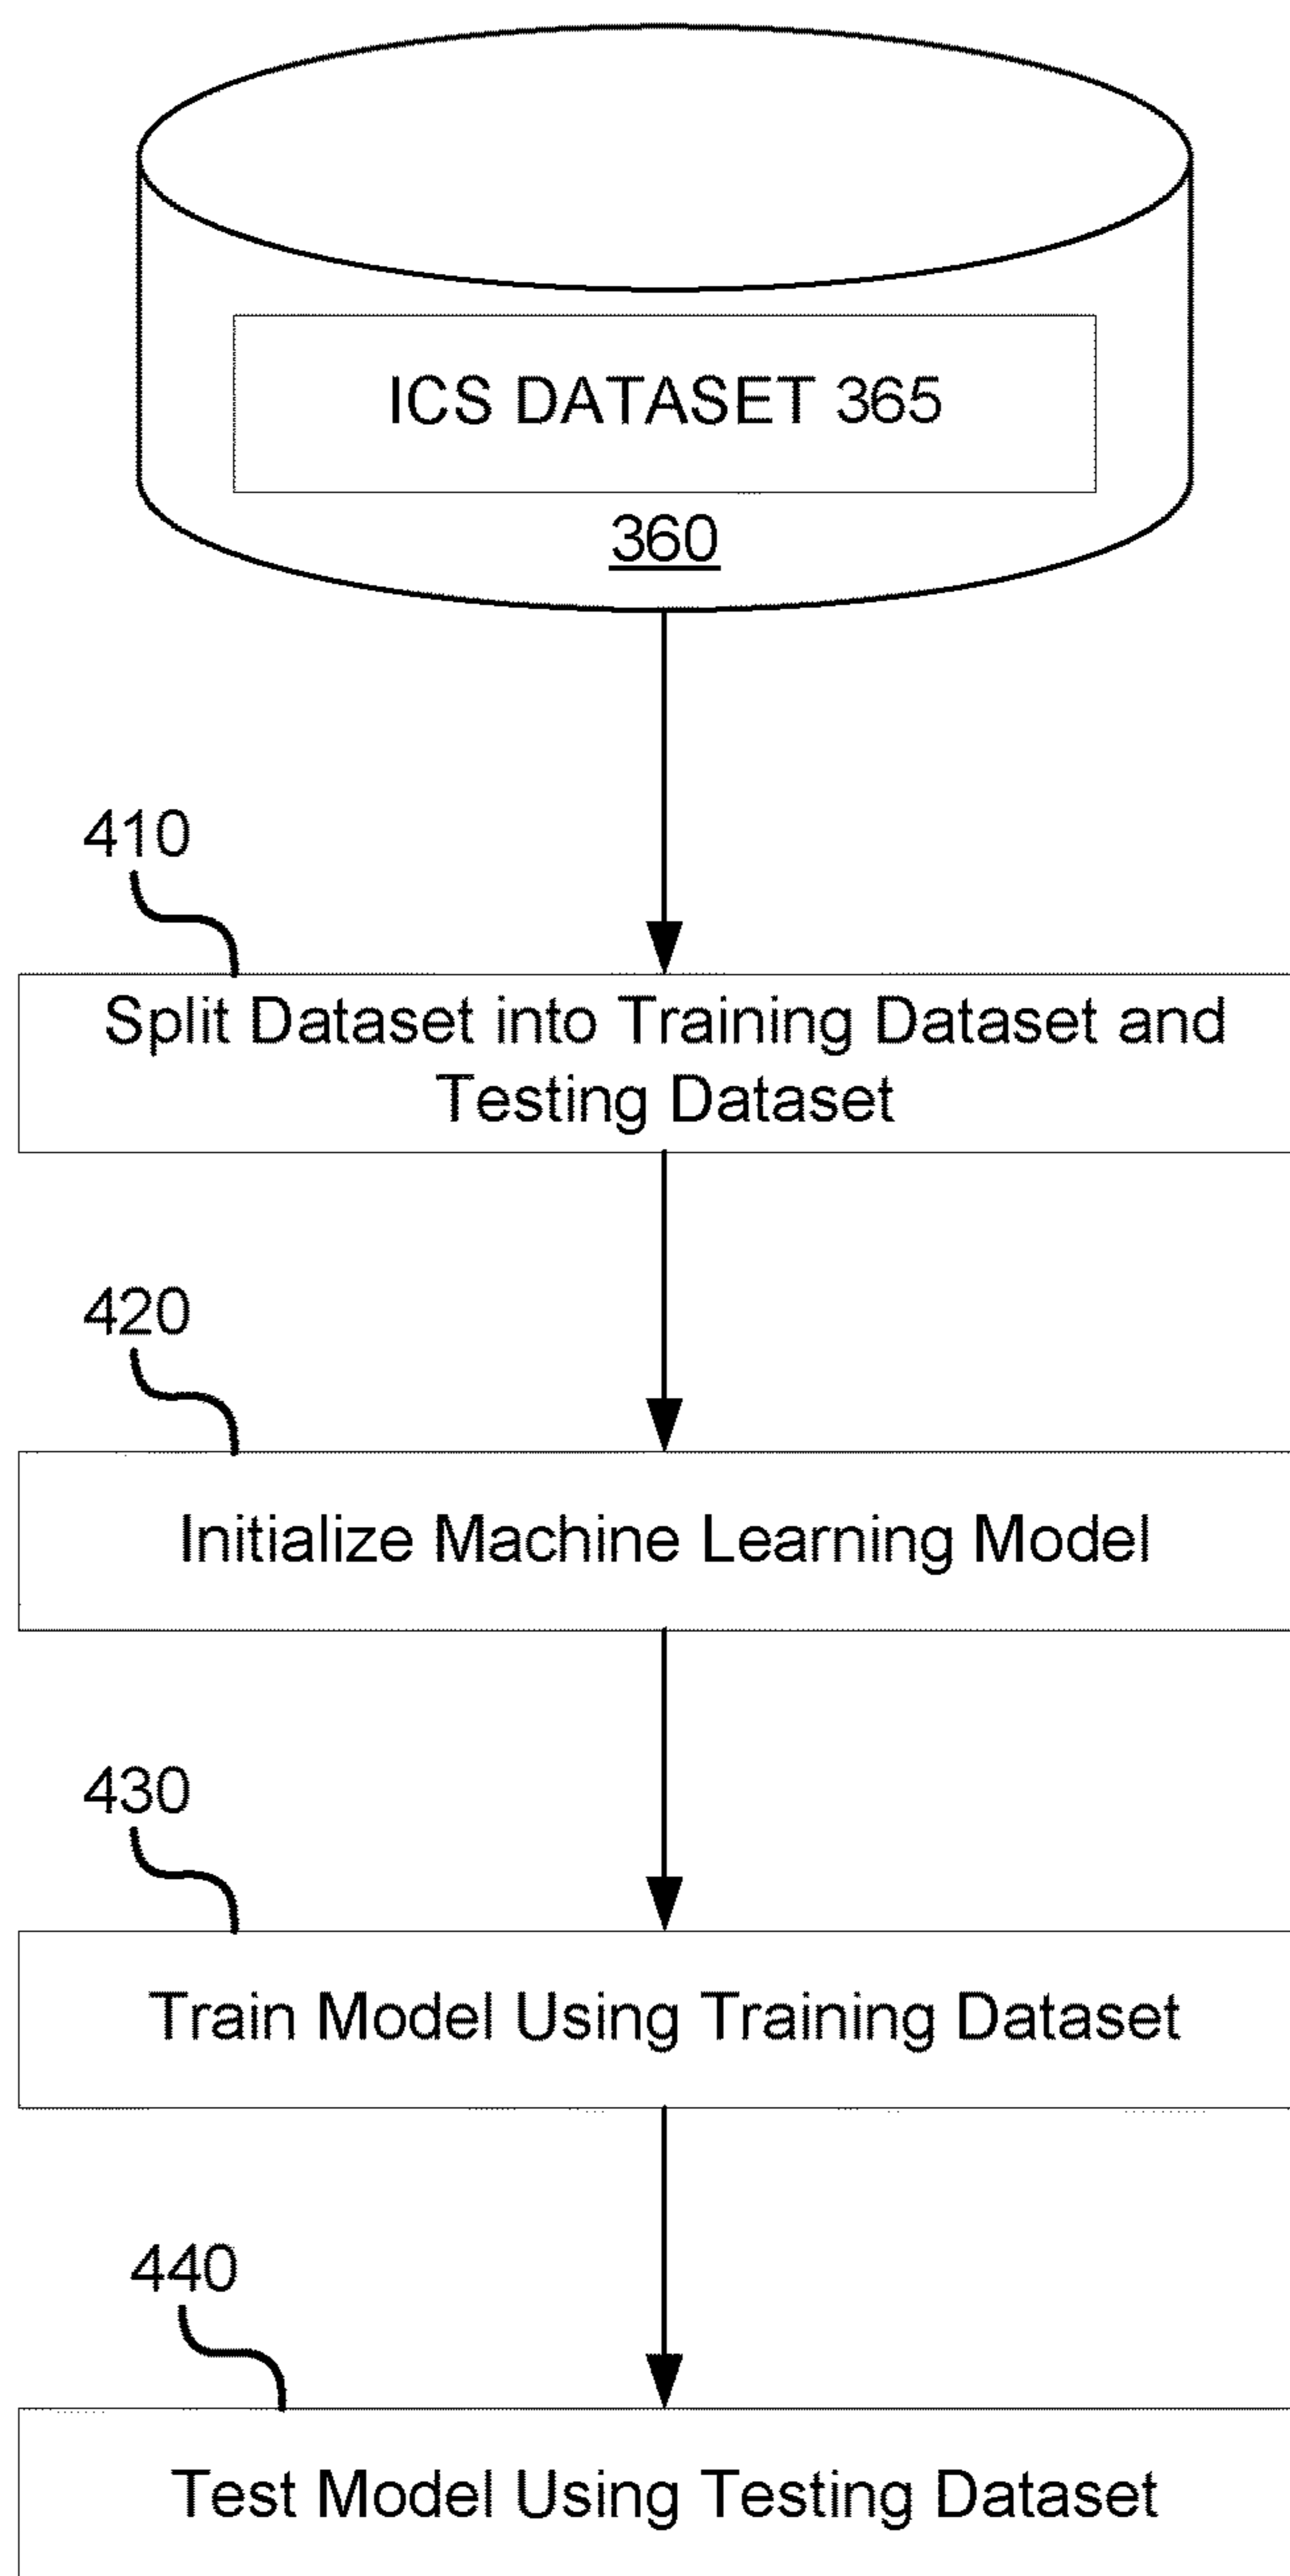 ICS DATASET 365
360
410
Split Dataset into Training Dataset and
Testing Dataset
420
Initialize Machine Learning Model
430
Train Model Using Training Dataset
440
Test Model Using Testing Dataset